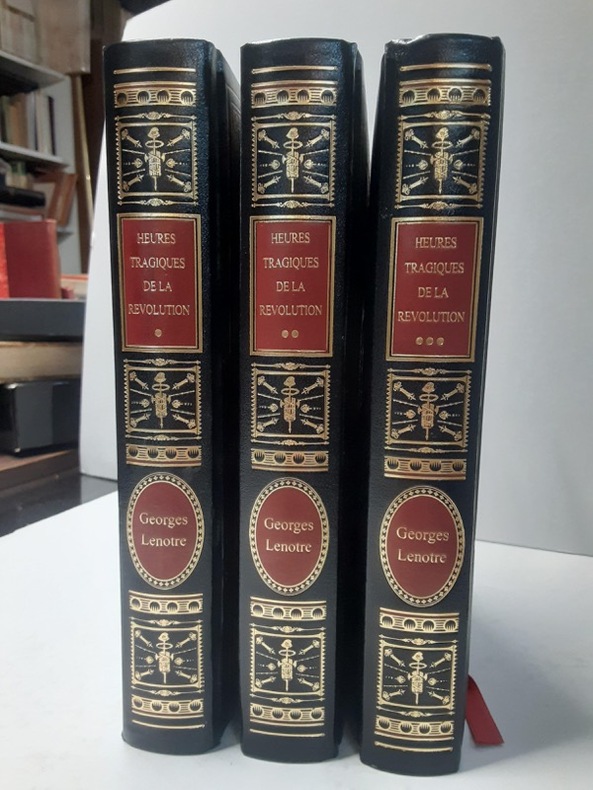 HEURES
TRAGIQUES
DE LA
REVOLUTION
*
Georges
Lenotre
HEURES
TRAGIQUES
DE LA
REVOLUTION
**
Georges
Lenotre
HEURES
TRAGIQUES
DE LA
REVOLUTION
***
Georges
Lenotre